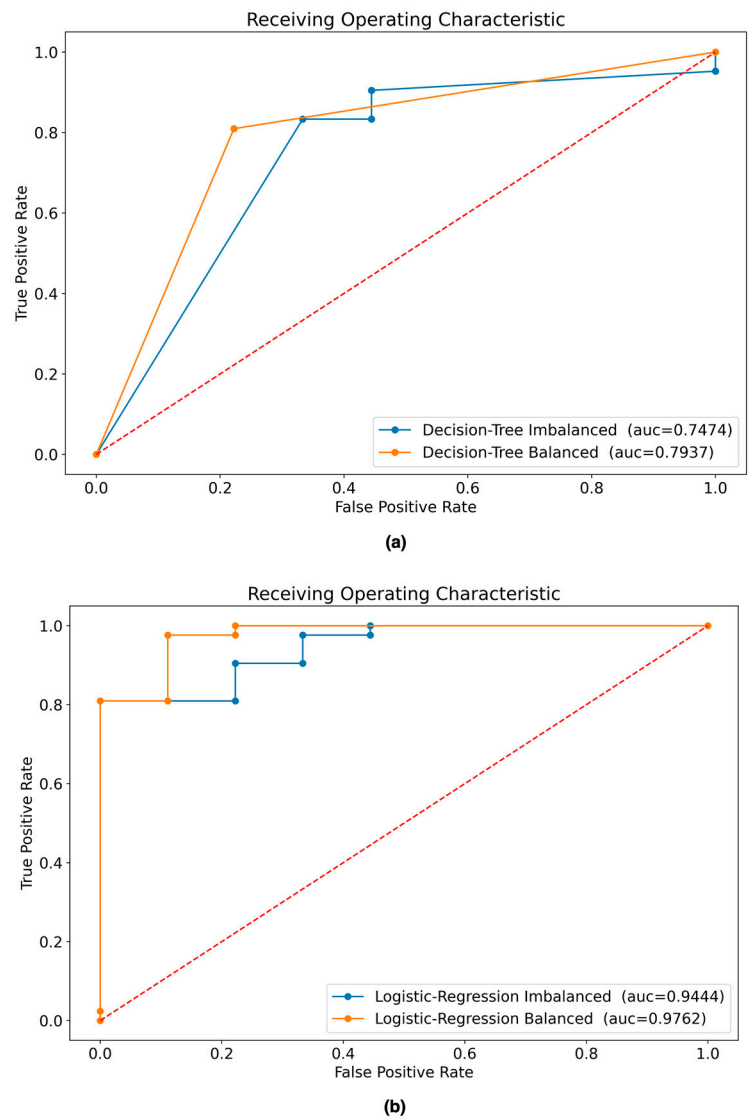 Receiving Operating Characteristic
1.0
0.8
0.6
0.4
0.2
0.0
True Positive Rate
Decision-Tree Imbalanced (auc=0.7474)
Decision-Tree Balanced (auc=0.7937)
0.0 0.2 0.4 0.6 0.8 1.0
False Positive Rate
(a)
Receiving Operating Characteristic
1.0
0.8
0.6
0.4
0.2
0.0
True Positive Rate
Logistic-Regression Imbalanced (auc=0.9444)
Logistic-Regression Balanced (auc=0.9762)
0.0 0.2 0.4 0.6 0.8 1.0
False Positive Rate
(b)